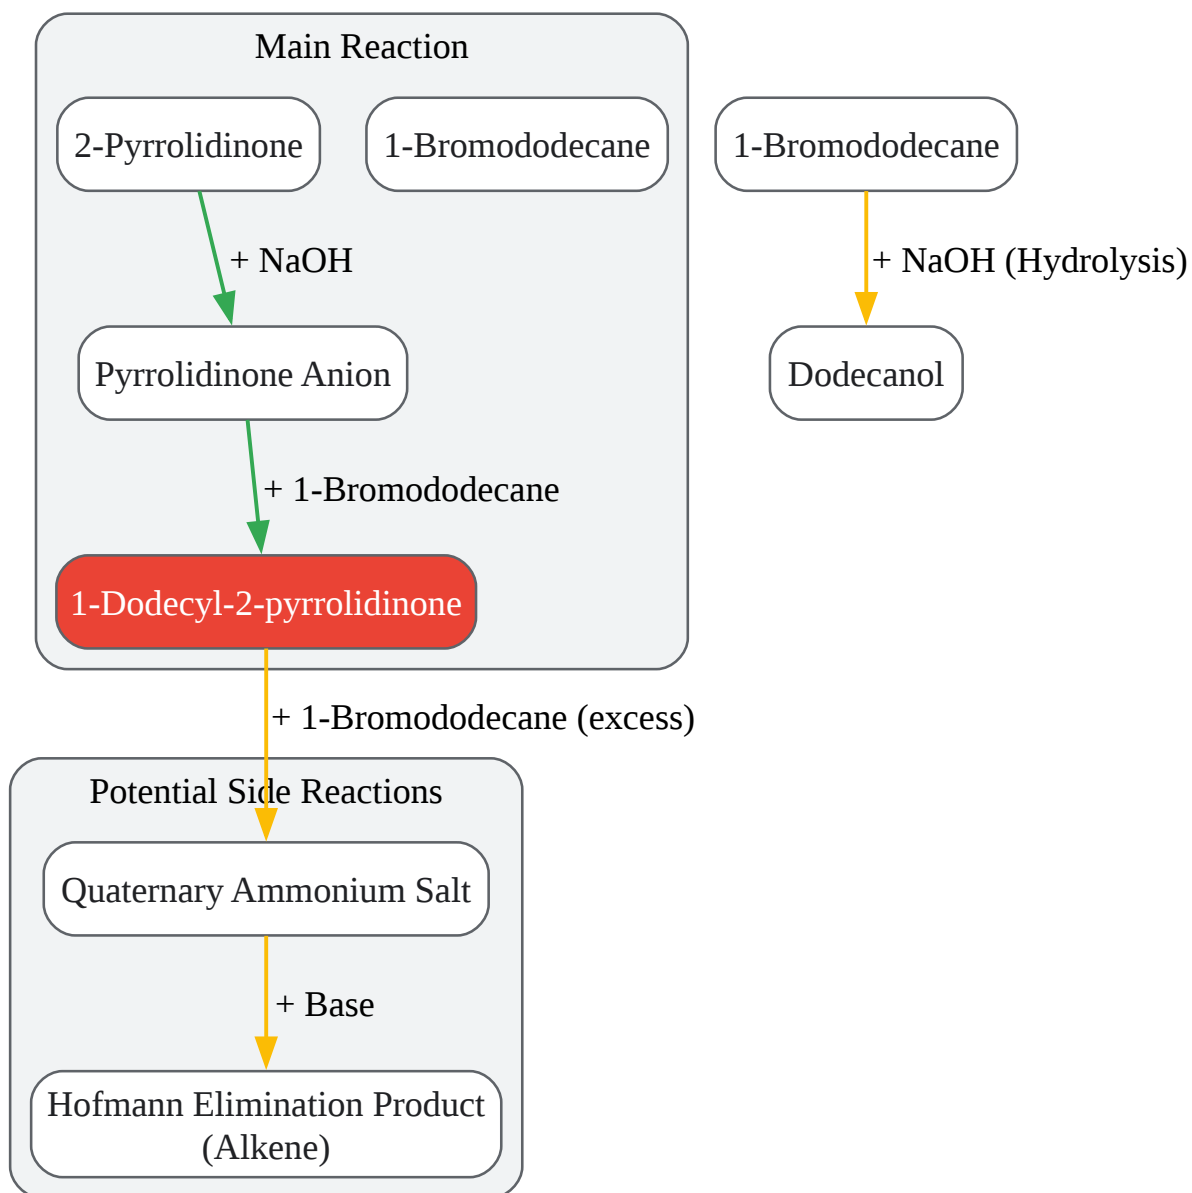 Main Reaction
2-Pyrrolidinone
1-Bromododecane
1-Bromododecane
+ NaOH
+ NaOH (Hydrolysis)
Pyrrolidinone Anion
Dodecanol
+ 1-Bromododecane
1-Dodecyl-2-pyrrolidinone
+ 1-Bromododecane (excess)
Potential Side Reactions
Quaternary Ammonium Salt
+ Base
Hofmann Elimination Product
(Alkene)